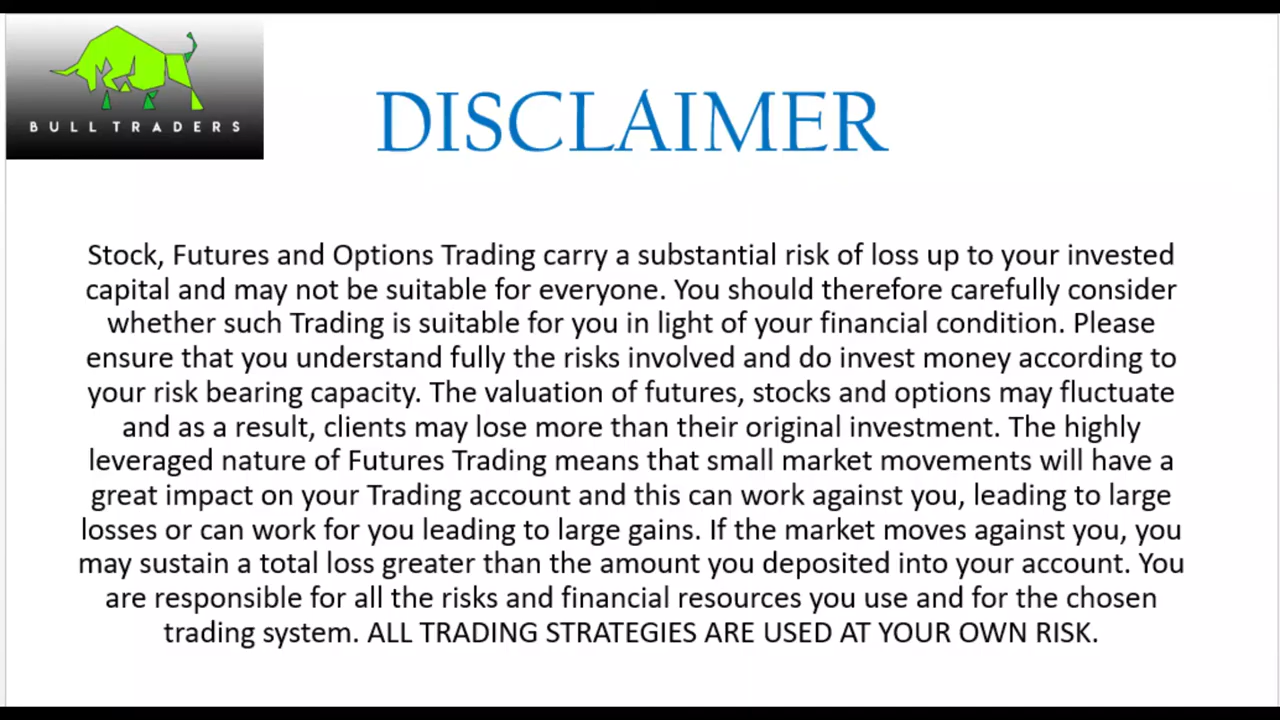 BULL TRADERS
DISCLAIMER
Stock, Futures and Options Trading carry a substantial risk of loss up to your invested
capital and may not be suitable for everyone. You should therefore carefully consider
whether such Trading is suitable for you in light of your financial condition. Please
ensure that you understand fully the risks involved and do invest money according to
your risk bearing capacity. The valuation of futures, stocks and options may fluctuate
and as a result, clients may lose more than their original investment. The highly
leveraged nature of Futures Trading means that small market movements will have a
great impact on your Trading account and this can work against you, leading to large
losses or can work for you leading to large gains. If the market moves against you, you
may sustain a total loss greater than the amount you deposited into your account. You
are responsible for all the risks and financial resources you use and for the chosen
trading system. ALL TRADING STRATEGIES ARE USED AT YOUR OWN RISK.